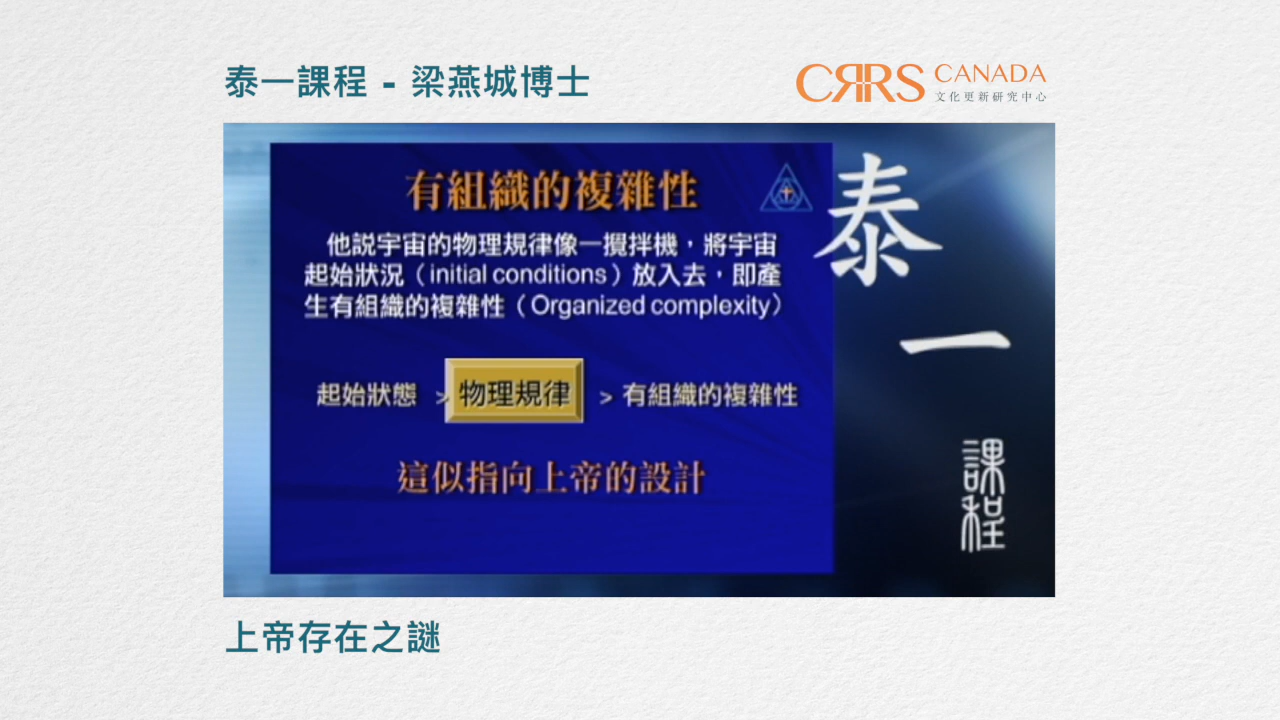 泰一課程 - 梁燕城博士
CRRS CANADA
文化更新研究中心
有組織的複雜性
他説宇宙的物理規律像一攪拌機，將宇宙
起始狀況（initial conditions）放入去，即產
生有組織的複雜性（Organized complexity）
起始狀態 > 物理規律 > 有組織的複雜性
這似指向上帝的設計
泰一
課程
上帝存在之謎